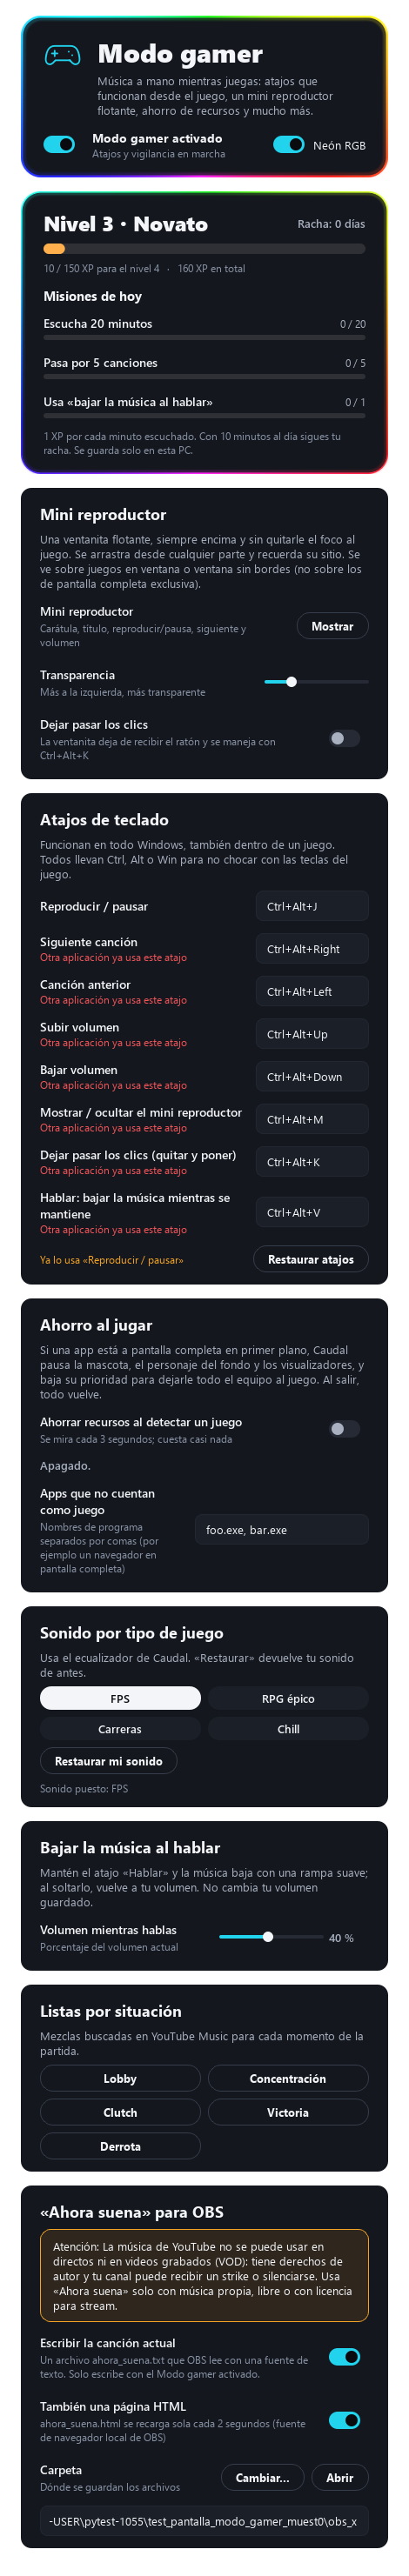 Modo gamer
Música a mano mientras juegas: atajos que
funcionan desde el juego, un mini reproductor
flotante, ahorro de recursos y mucho más.
Modo gamer activado
Atajos y vigilancia en marcha
Neón RGB
Nivel 3 · Novato
Racha: 0 días
10 / 150 XP para el nivel 4 · 160 XP en total
Misiones de hoy
Escucha 20 minutos
0 / 20
Pasa por 5 canciones
0 / 5
Usa «bajar la música al hablar»
0 / 1
1 XP por cada minuto escuchado. Con 10 minutos al día sigues tu
racha. Se guarda solo en esta PC.
Mini reproductor
Una ventanita flotante, siempre encima y sin quitarle el foco al
juego. Se arrastra desde cualquier parte y recuerda su sitio. Se
ve sobre juegos en ventana o ventana sin bordes (no sobre los
de pantalla completa exclusiva).
Mini reproductor
Carátula, título, reproducir/pausa, siguiente y
volumen
Mostrar
Transparencia
Más a la izquierda, más transparente
Dejar pasar los clics
La ventanita deja de recibir el ratón y se maneja con
Ctrl+Alt+K
Atajos de teclado
Funcionan en todo Windows, también dentro de un juego.
Todos llevan Ctrl, Alt o Win para no chocar con las teclas del
juego.
Reproducir / pausar
Ctrl+Alt+J
Siguiente canción
Otra aplicación ya usa este atajo
Ctrl+Alt+Right
Canción anterior
Otra aplicación ya usa este atajo
Ctrl+Alt+Left
Subir volumen
Otra aplicación ya usa este atajo
Ctrl+Alt+Up
Bajar volumen
Otra aplicación ya usa este atajo
Ctrl+Alt+Down
Mostrar / ocultar el mini reproductor
Otra aplicación ya usa este atajo
Ctrl+Alt+M
Dejar pasar los clics (quitar y poner)
Otra aplicación ya usa este atajo
Ctrl+Alt+K
Hablar: bajar la música mientras se
mantiene
Otra aplicación ya usa este atajo
Ctrl+Alt+V
Ya lo usa «Reproducir / pausar»
Restaurar atajos
Ahorro al jugar
Si una app está a pantalla completa en primer plano, Caudal
pausa la mascota, el personaje del fondo y los visualizadores, y
baja su prioridad para dejarle todo el equipo al juego. Al salir,
todo vuelve.
Ahorrar recursos al detectar un juego
Se mira cada 3 segundos; cuesta casi nada
Apagado.
Apps que no cuentan
como juego
Nombres de programa
separados por comas (por
ejemplo un navegador en
pantalla completa)
foo.exe, bar.exe
Sonido por tipo de juego
Usa el ecualizador de Caudal. «Restaurar» devuelve tu sonido
de antes.
FPS
RPG épico
Carreras
Chill
Restaurar mi sonido
Sonido puesto: FPS
Bajar la música al hablar
Mantén el atajo «Hablar» y la música baja con una rampa suave;
al soltarlo, vuelve a tu volumen. No cambia tu volumen
guardado.
Volumen mientras hablas
Porcentaje del volumen actual
40 %
Listas por situación
Mezclas buscadas en YouTube Music para cada momento de la
partida.
Lobby
Concentración
Clutch
Victoria
Derrota
«Ahora suena» para OBS
Atención: La música de YouTube no se puede usar en
directos ni en videos grabados (VOD): tiene derechos de
autor y tu canal puede recibir un strike o silenciarse. Usa
«Ahora suena» solo con música propia, libre o con licencia
para stream.
Escribir la canción actual
Un archivo ahora_suena.txt que OBS lee con una fuente de
texto. Solo escribe con el Modo gamer activado.
También una página HTML
ahora_suena.html se recarga sola cada 2 segundos (fuente
de navegador local de OBS)
Carpeta
Dónde se guardan los archivos
Cambiar...
Abrir
-USER\pytest-1055\test_pantalla_modo_gamer_muest0\obs_x